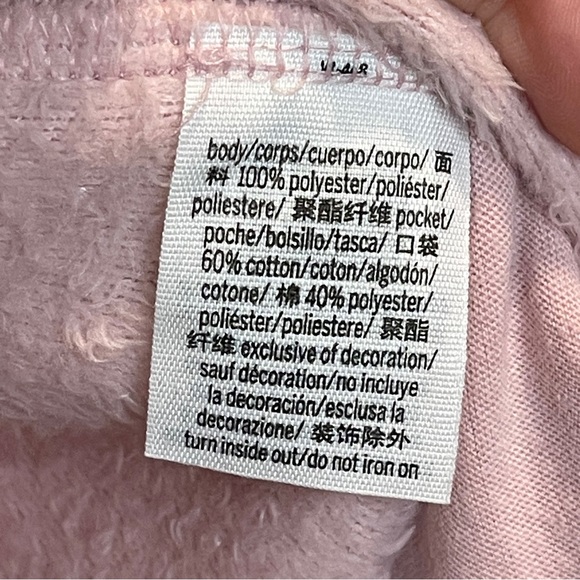 body/corps/cuerpo/corpo/ 面
料 100% polyester/poliéster/
poliestere/ 聚酯纤维 pocket/
poche/bolsillo/tasca/ 口袋
60% cotton/coton/algodón/
cotone/ 棉 40% polyester/
poliéster/poliestere/ 聚酯
纤维 exclusive of decoration/
sauf décoration/no incluye
la decoración/esclusa la
decorazione/ 装饰除外
turn inside out/do not iron on